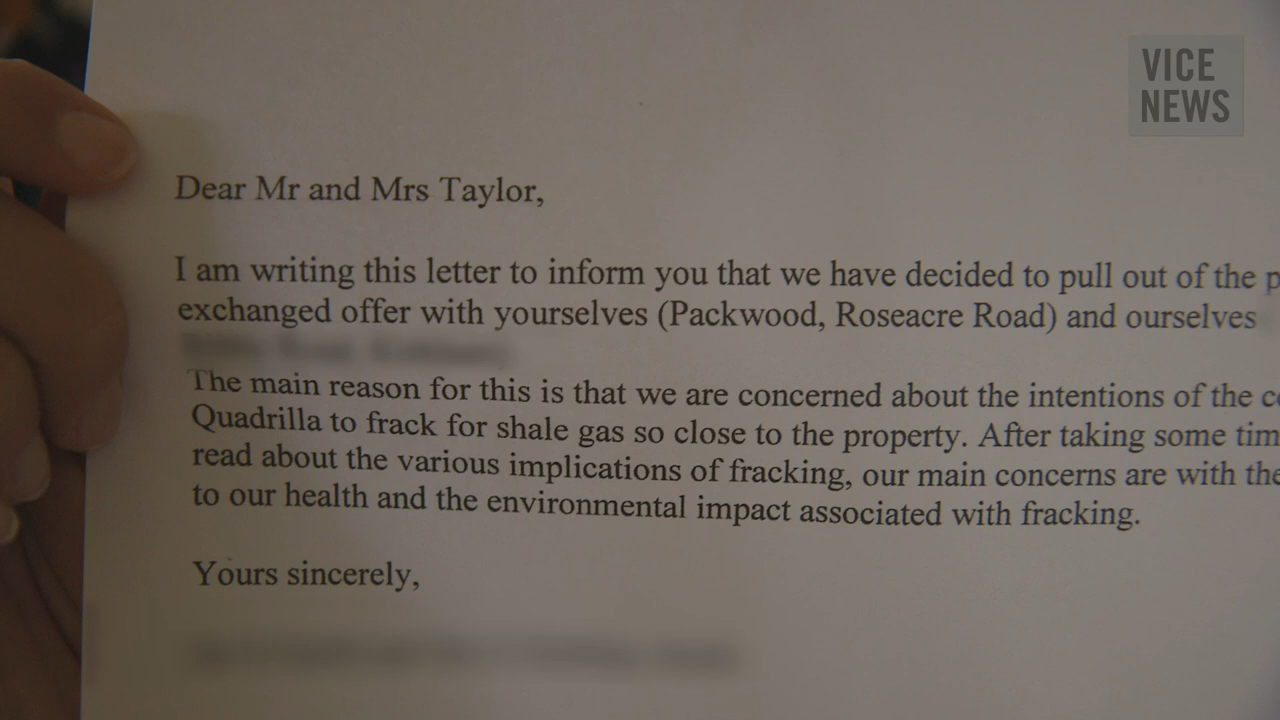 VICE
NEWS
Dear Mr and Mrs Taylor,
I am writing this letter to inform you that we have decided to pull out of the
exchanged offer with yourselves (Packwood, Roseacre Road) and ourselves
The main reason for this is that we are concerned about the intentions of the
Quadrilla to frack for shale gas so close to the property. After taking some
read about the various implications of fracking, our main concerns are with the
to our health and the environmental impact associated with fracking.
Yours sincerely,